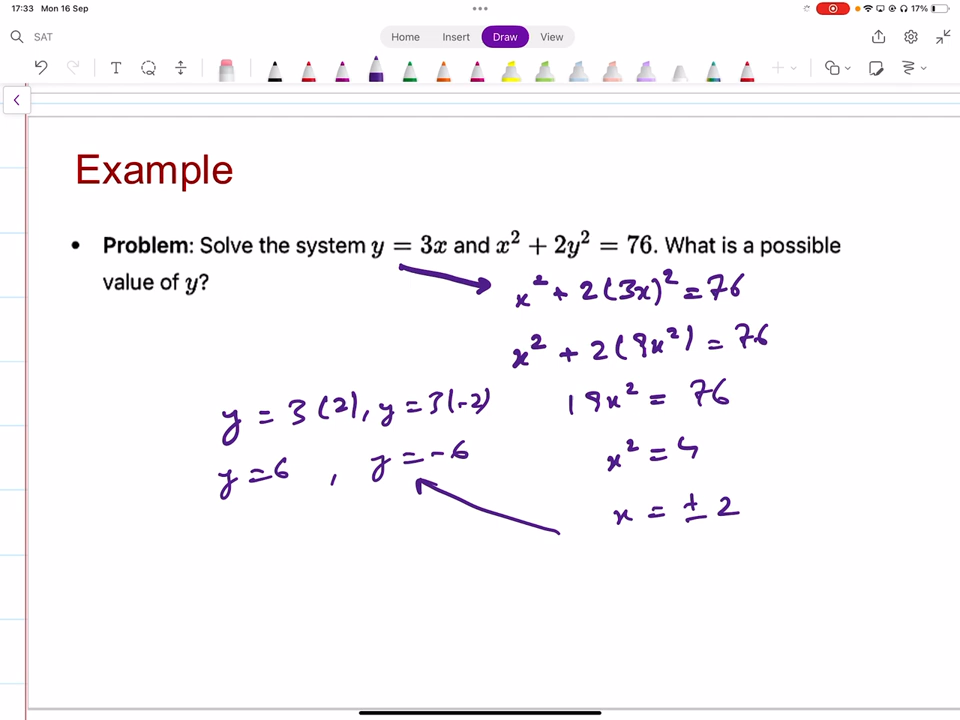 17:33 Mon 16 Sep
17%
SAT
Home Insert Draw View
Example
• Problem: Solve the system y = 3x and x² + 2y² = 76. What is a possible
value of y?
x² + 2(3x)² = 76
x² + 2(9x²) = 76
19x² = 76
x² = 4
x = ± 2
y = 3(2), y = 3(-2)
y = 6 , y = -6